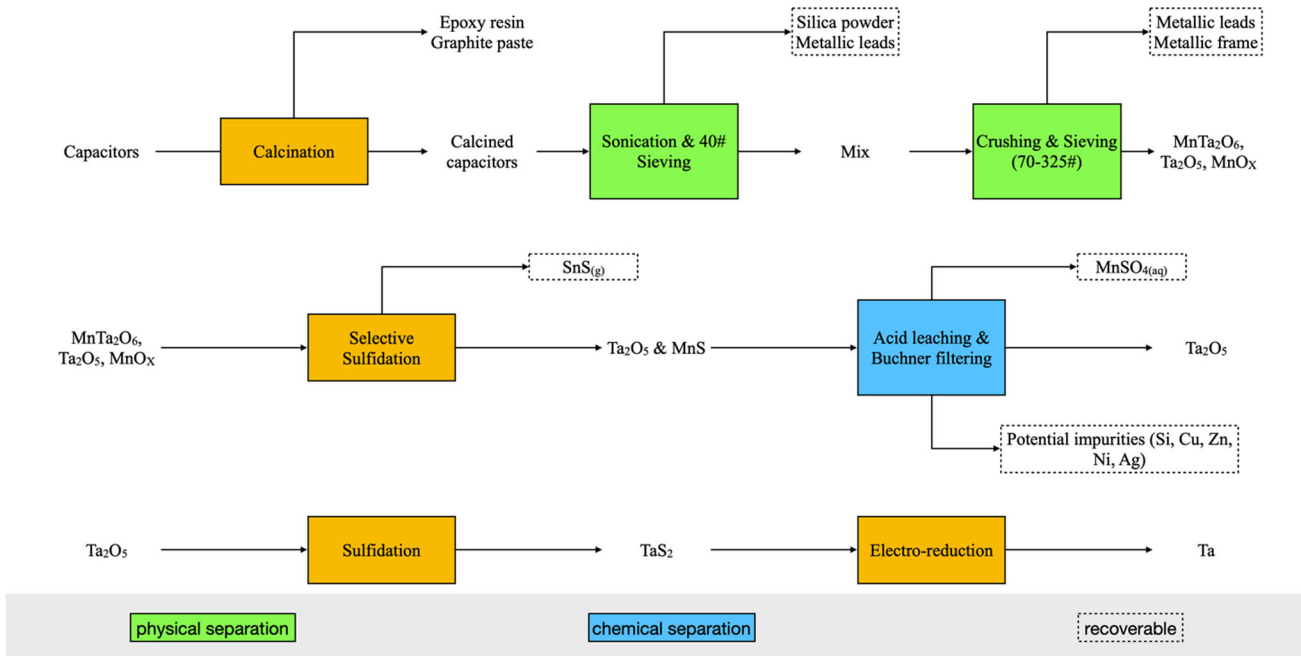 Epoxy resin
Graphite paste
Silica powder
Metallic leads
Metallic leads
Metallic frame
Capacitors
Calcination
Calcined
capacitors
Sonication & 40#
Sieving
Mix
Crushing & Sieving
(70-325#)
MnTa₂O₆,
Ta₂O₅, MnOₓ
SnS₍g₎
MnSO₄₍aq₎
MnTa₂O₆,
Ta₂O₅, MnOₓ
Selective
Sulfidation
Ta₂O₅ & MnS
Acid leaching &
Buchner filtering
Ta₂O₅
Potential impurities (Si, Cu, Zn,
Ni, Ag)
Ta₂O₅
Sulfidation
TaS₂
Electro-reduction
Ta
physical separation
chemical separation
recoverable